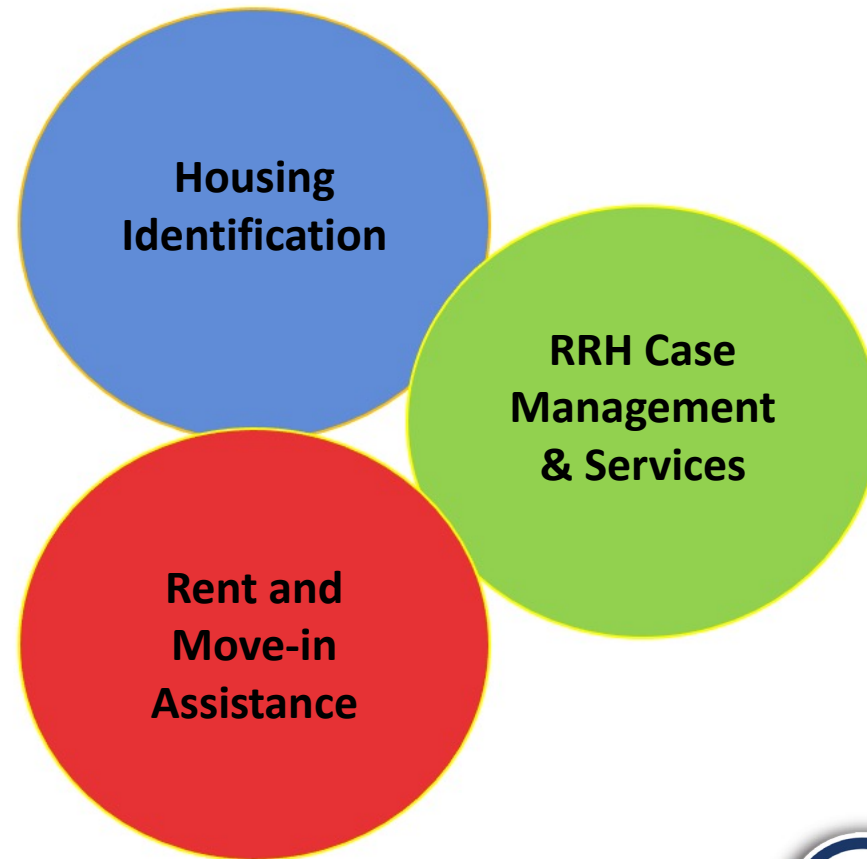 Housing
Identification
RRH Case
Management
& Services
Rent and
Move-in
Assistance